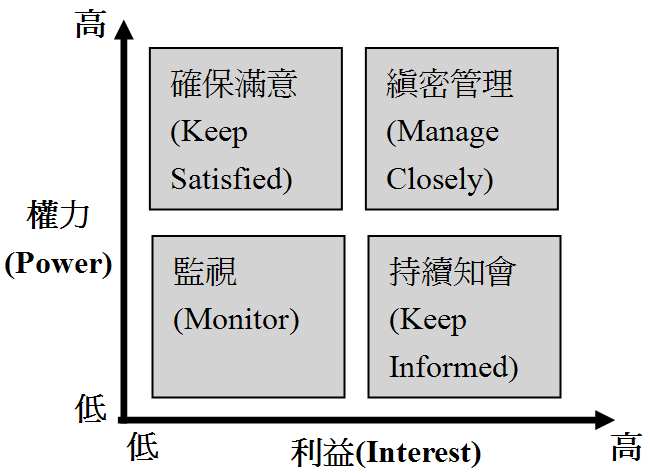 高
確保滿意
(Keep
Satisfied)
縝密管理
(Manage
Closely)
權力
(Power)
監視
(Monitor)
持續知會
(Keep
Informed)
低
低
利益(Interest)
高